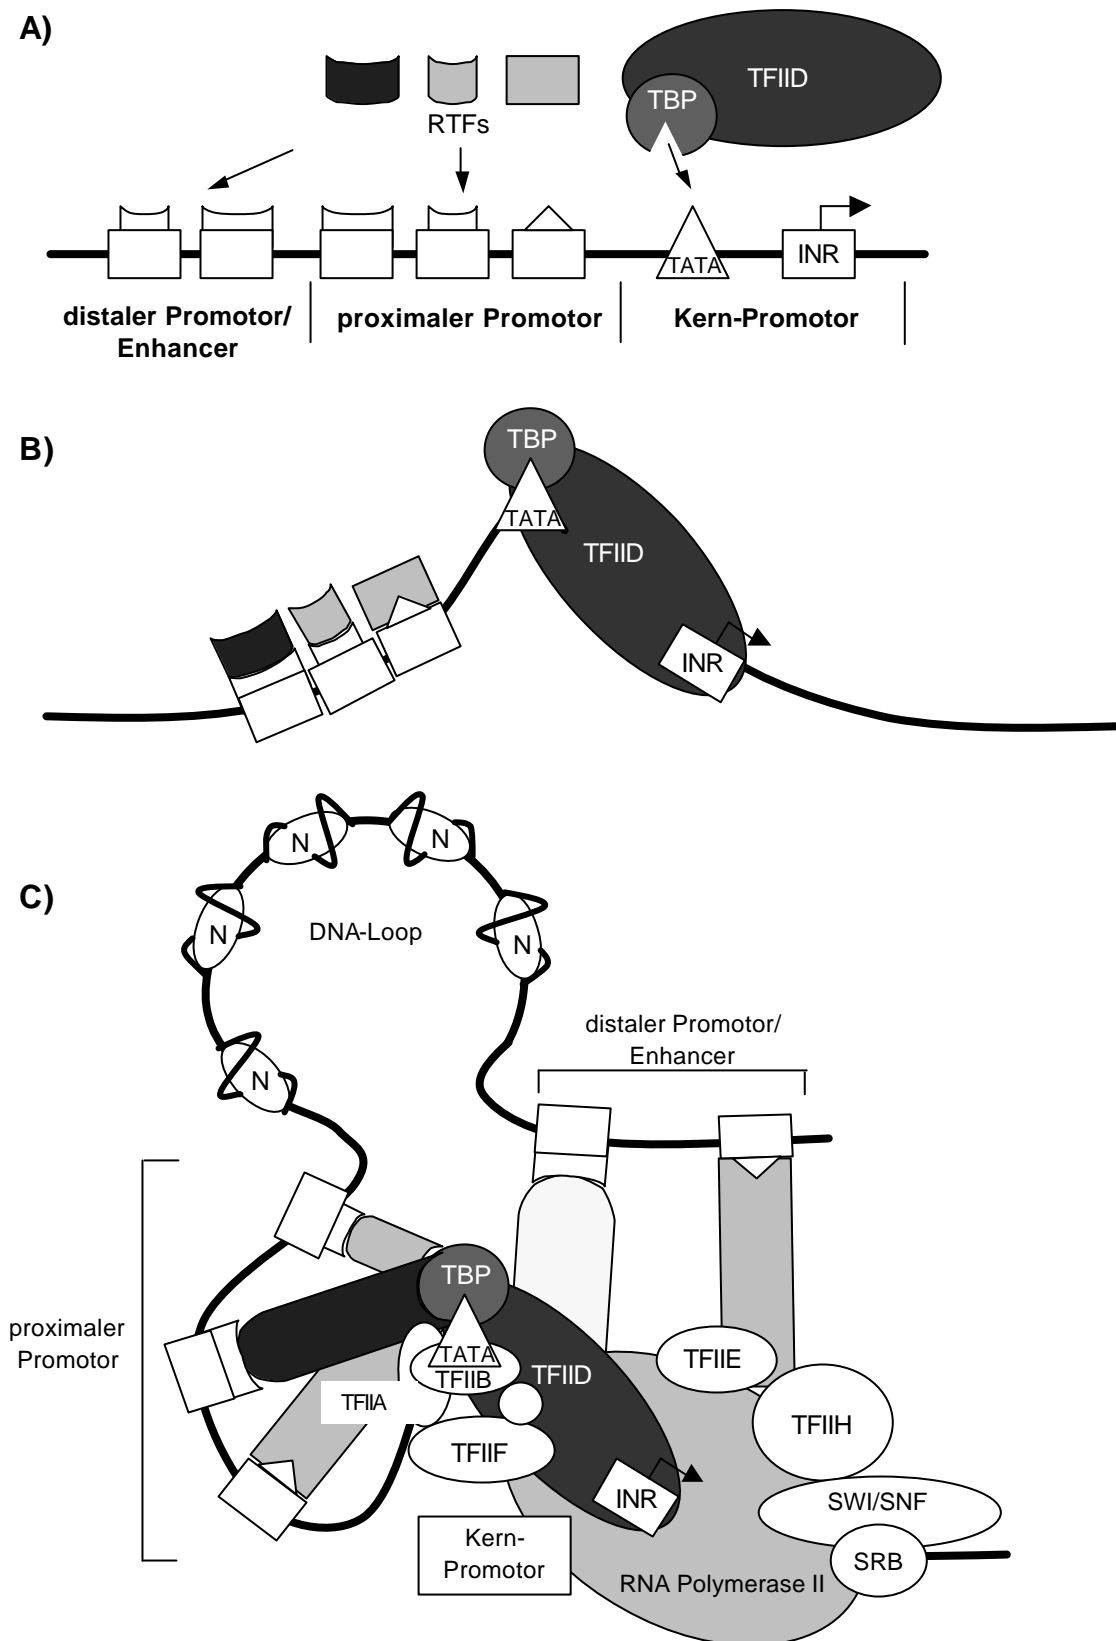 A)
TFIID
TBP
RTFs
TATA
INR
distaler Promotor/
Enhancer
proximaler Promotor
Kern-Promotor
B)
TBP
TATA
TFIID
INR
C)
N
N
N
N
N
DNA-Loop
distaler Promotor/
Enhancer
proximaler
Promotor
TBP
TATA
TFIIB
TFIID
TFIIA
TFIIF
TFIIE
TFIIH
INR
SWI/SNF
SRB
Kern-
Promotor
RNA Polymerase II